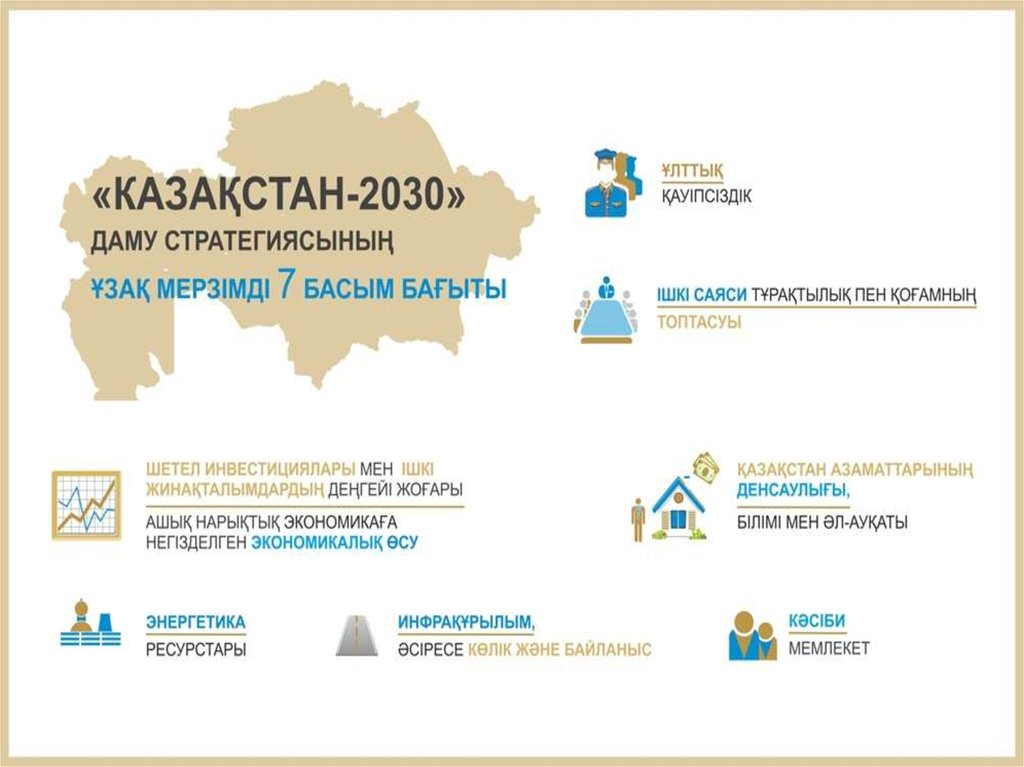 «КАЗАҚСТАН-2030»
ДАМУ СТРАТЕГИЯСЫНЫҢ
ҰЗАҚ МЕРЗІМДІ 7 БАСЫМ БАҒЫТЫ
ҰЛТТЫҚ
ҚАУІПСІЗДІК
ІШКІ САЯСИ ТҰРАҚТЫЛЫҚ ПЕН ҚОҒАМНЫҢ
ТОПТАСУЫ
ШЕТЕЛ ИНВЕСТИЦИЯЛАРЫ МЕН ІШКІ
ЖИНАҚТАЛЫМДАРДЫҢ ДЕҢГЕЙІ ЖОҒАРЫ
АШЫҚ НАРЫҚТЫҚ ЭКОНОМИКАҒА
НЕГІЗДЕЛГЕН ЭКОНОМИКАЛЫҚ ӨСУ
ҚАЗАҚСТАН АЗАМАТТАРЫНЫҢ
ДЕНСАУЛЫҒЫ,
БІЛІМІ МЕН ӘЛ-АУҚАТЫ
ЭНЕРГЕТИКА
РЕСУРСТАРЫ
ИНФРАҚҰРЫЛЫМ,
ӘСІРЕСЕ КӨЛІК ЖӘНЕ БАЙЛАНЫС
КӘСІБИ
МЕМЛЕКЕТ